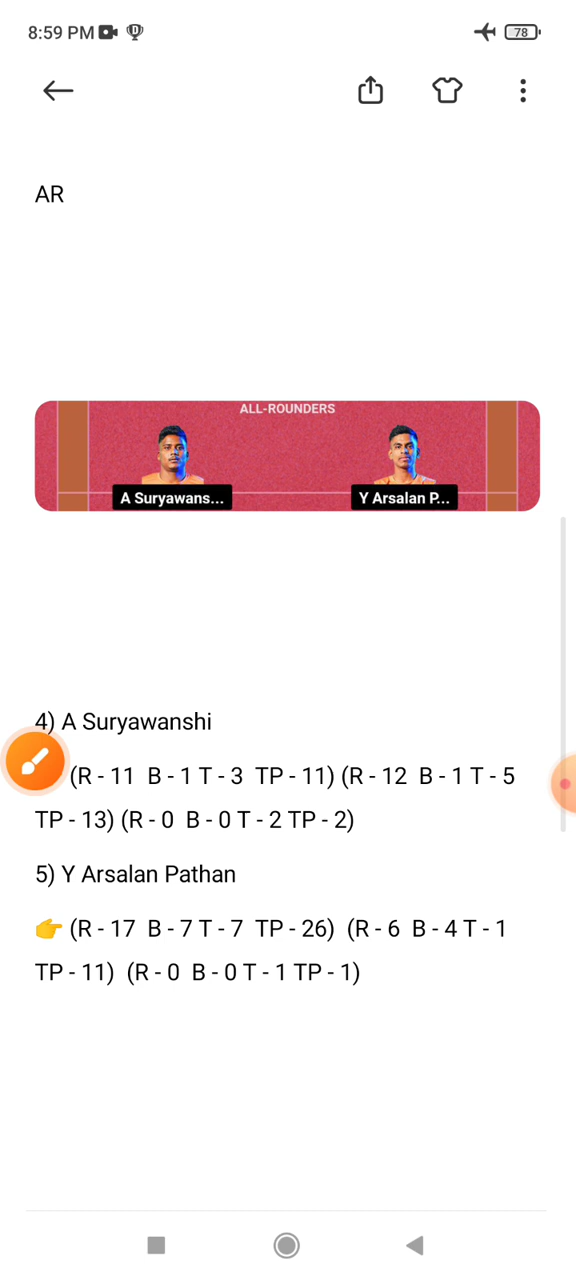 8:59 PM
78
AR
ALL-ROUNDERS
A Suryawans...
Y Arsalan P...
4) A Suryawanshi
(R - 11 B - 1 T - 3 TP - 11) (R - 12 B - 1 T - 5
TP - 13) (R - 0 B - 0 T - 2 TP - 2)
5) Y Arsalan Pathan
👉 (R - 17 B - 7 T - 7 TP - 26) (R - 6 B - 4 T - 1
TP - 11) (R - 0 B - 0 T - 1 TP - 1)